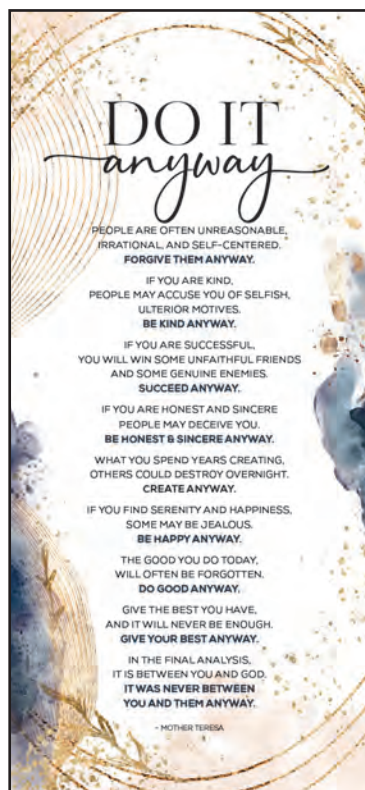 DO IT
anyway
PEOPLE ARE OFTEN UNREASONABLE,
IRRATIONAL, AND SELF-CENTERED.
FORGIVE THEM ANYWAY.
IF YOU ARE KIND,
PEOPLE MAY ACCUSE YOU OF SELFISH,
ULTERIOR MOTIVES.
BE KIND ANYWAY.
IF YOU ARE SUCCESSFUL,
YOU WILL WIN SOME UNFAITHFUL FRIENDS
AND SOME GENUINE ENEMIES.
SUCCEED ANYWAY.
IF YOU ARE HONEST AND SINCERE
PEOPLE MAY DECEIVE YOU.
BE HONEST & SINCERE ANYWAY.
WHAT YOU SPEND YEARS CREATING,
OTHERS COULD DESTROY OVERNIGHT.
CREATE ANYWAY.
IF YOU FIND SERENITY AND HAPPINESS,
SOME MAY BE JEALOUS.
BE HAPPY ANYWAY.
THE GOOD YOU DO TODAY,
WILL OFTEN BE FORGOTTEN.
DO GOOD ANYWAY.
GIVE THE BEST YOU HAVE,
AND IT WILL NEVER BE ENOUGH.
GIVE YOUR BEST ANYWAY.
IN THE FINAL ANALYSIS,
IT IS BETWEEN YOU AND GOD.
IT WAS NEVER BETWEEN
YOU AND THEM ANYWAY.
- MOTHER TERESA